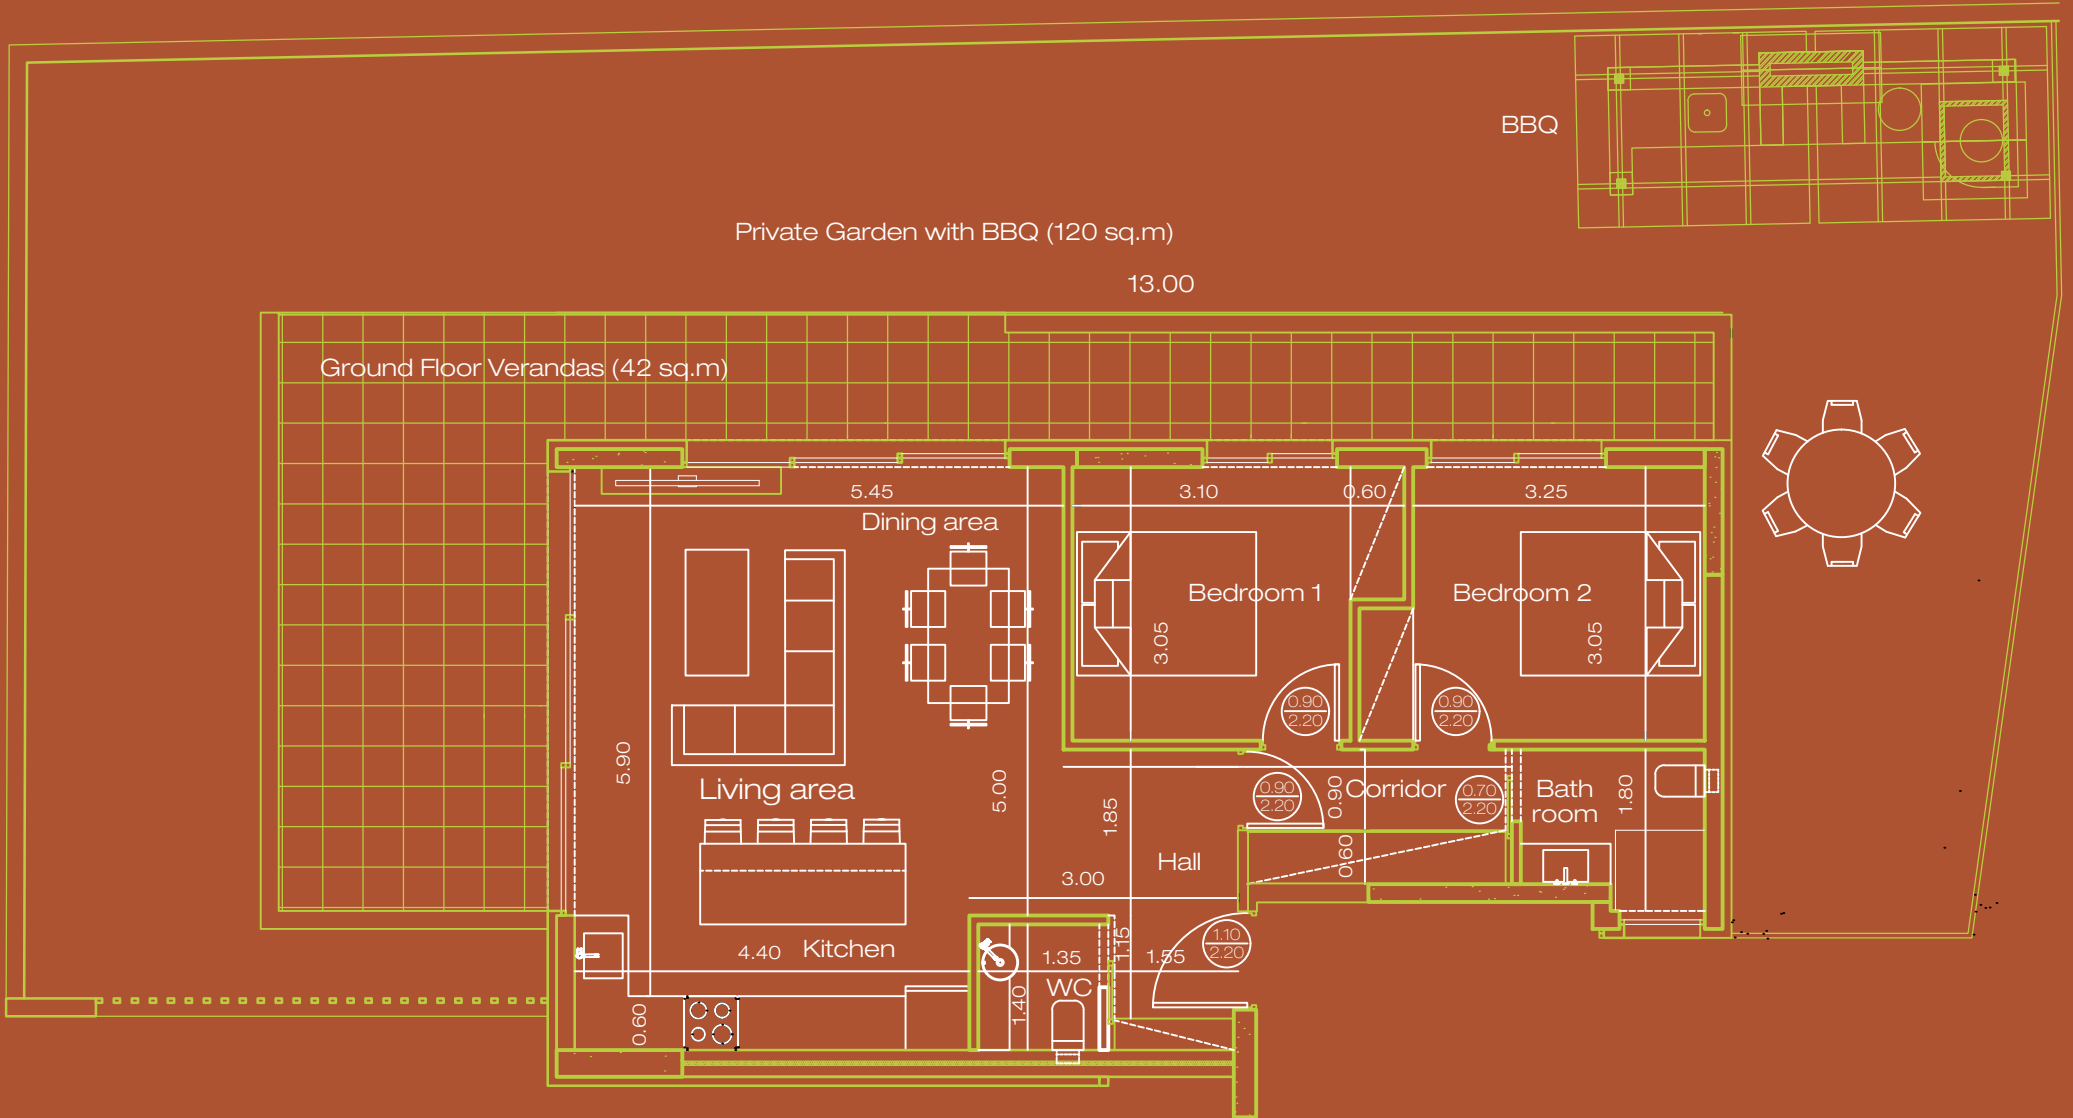 BBQ
Private Garden with BBQ (120 sq.m)
13.00
Ground Floor Verandas (42 sq.m)
5.45
3.10
0.60
3.25
Dining area
Bedroom 1
Bedroom 2
3.05
3.05
0.90
2.20
0.90
2.20
5.90
Living area
5.00
1.85
0.90
2.20
0.90
Corridor
0.70
2.20
Bath
room
1.80
Hall
0.60
3.00
4.40
Kitchen
1.35
1.15
1.55
1.10
2.20
WC
1.40
0.60